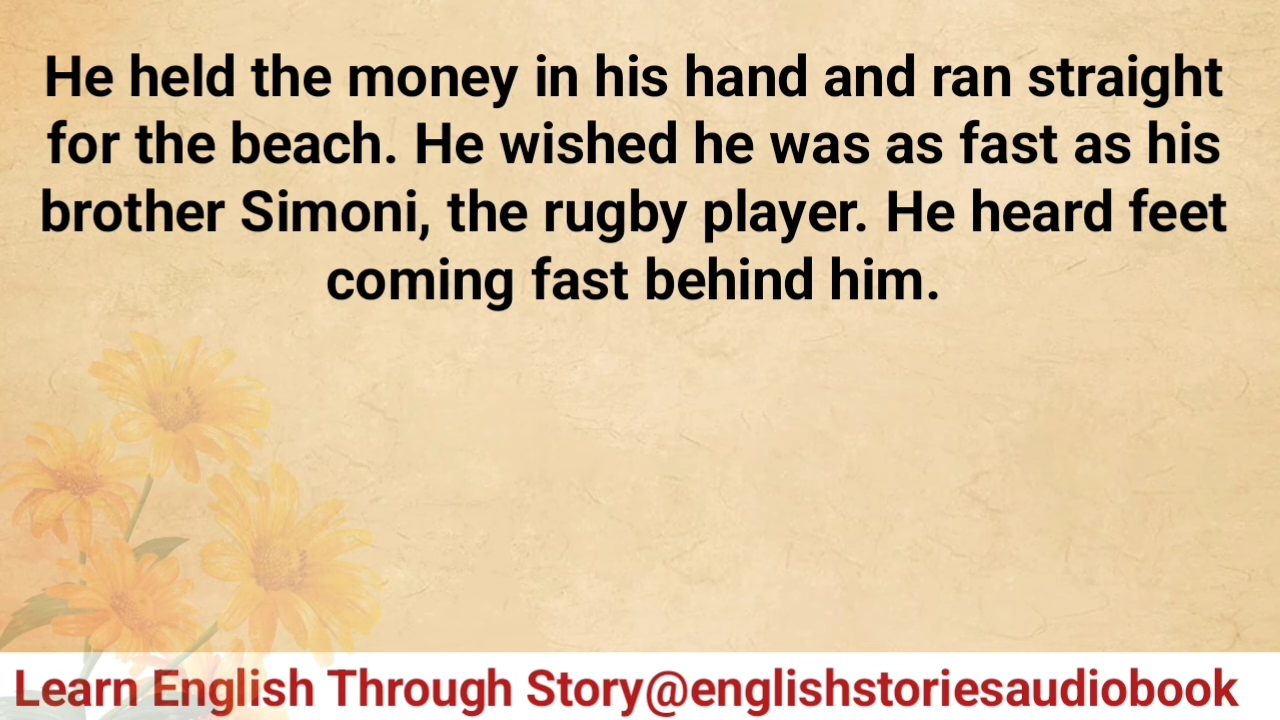 He held the money in his hand and ran straight
for the beach. He wished he was as fast as his
brother Simoni, the rugby player. He heard feet
coming fast behind him.
Learn English Through Story@englishstoriesaudiobook